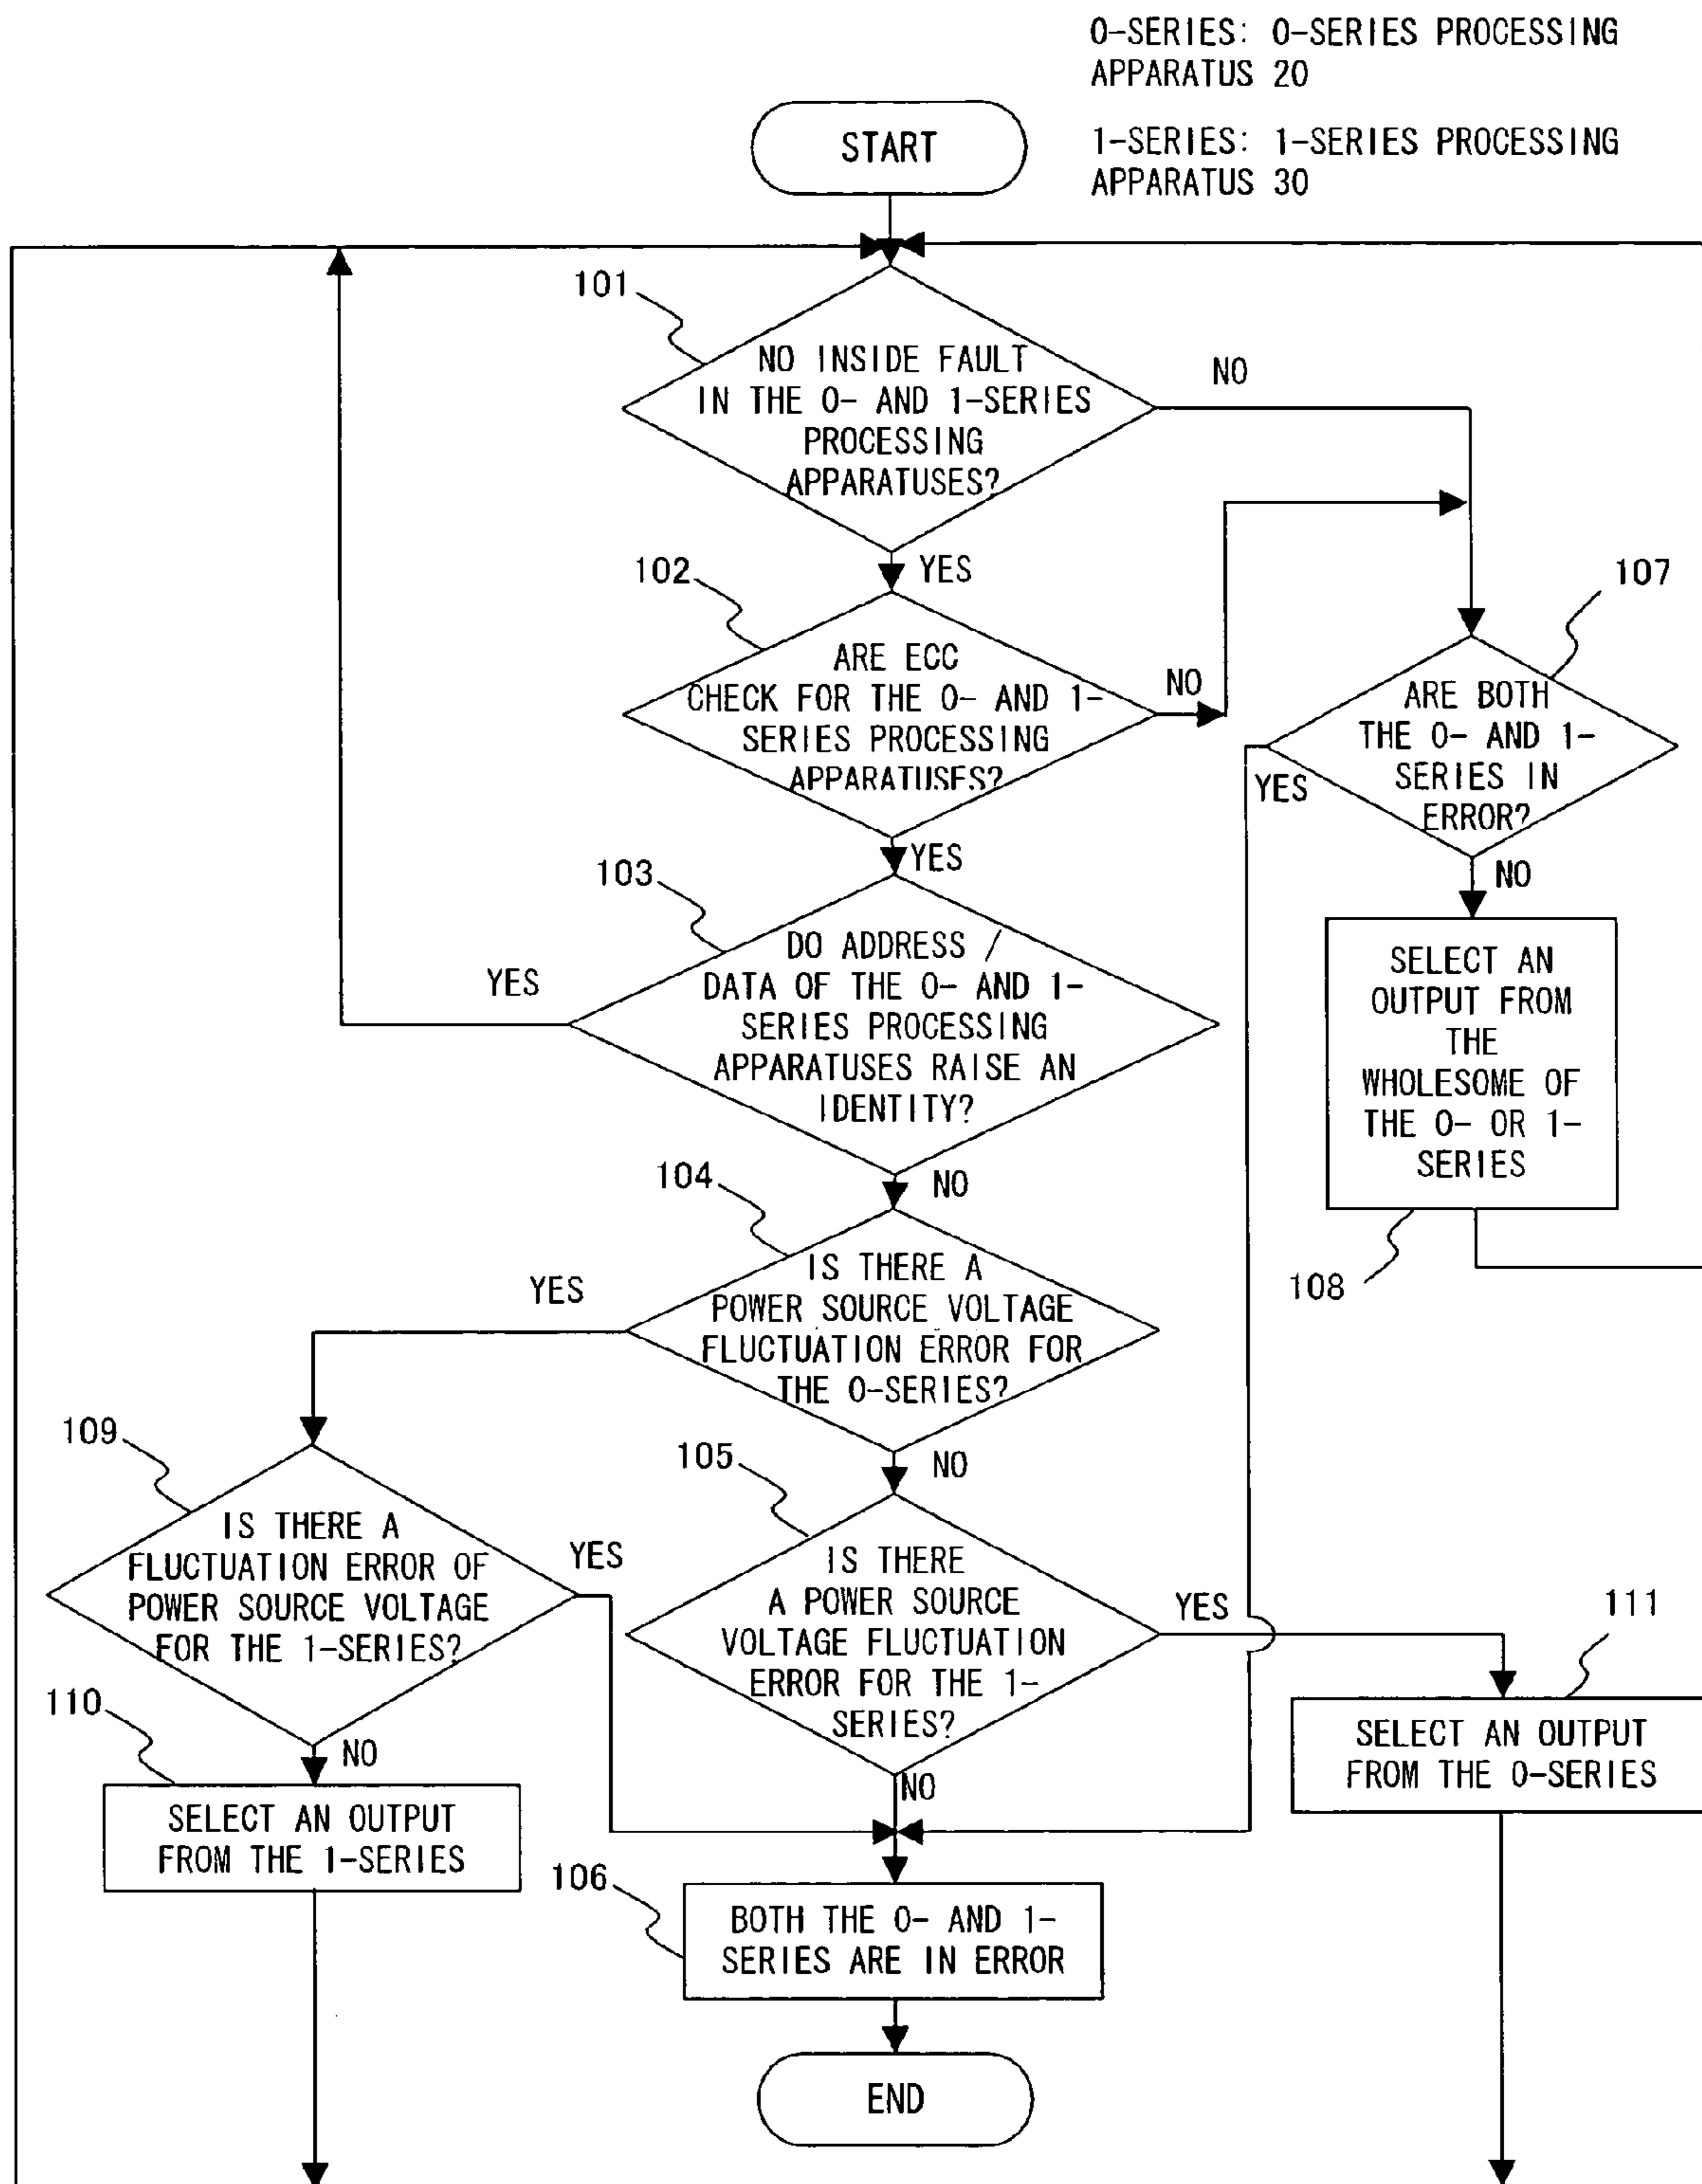 0-SERIES: 0-SERIES PROCESSING
APPARATUS 20
1-SERIES: 1-SERIES PROCESSING
APPARATUS 30
START
101
NO INSIDE FAULT
IN THE 0- AND 1-SERIES
PROCESSING
APPARATUSES?
NO
YES
102
ARE ECC
CHECK FOR THE 0- AND 1-
SERIES PROCESSING
APPARATUSES?
NO
YES
107
ARE BOTH
THE 0- AND 1-
SERIES IN
ERROR?
YES
NO
103
DO ADDRESS /
DATA OF THE 0- AND 1-
SERIES PROCESSING
APPARATUSES RAISE AN
IDENTITY?
YES
NO
SELECT AN
OUTPUT FROM
THE
WHOLESOME OF
THE 0- OR 1-
SERIES
108
104
IS THERE A
POWER SOURCE VOLTAGE
FLUCTUATION ERROR FOR
THE 0-SERIES?
YES
NO
109
IS THERE A
FLUCTUATION ERROR OF
POWER SOURCE VOLTAGE
FOR THE 1-SERIES?
YES
NO
105
IS THERE
A POWER SOURCE
VOLTAGE FLUCTUATION
ERROR FOR THE 1-
SERIES?
YES
NO
111
SELECT AN OUTPUT
FROM THE 0-SERIES
110
SELECT AN OUTPUT
FROM THE 1-SERIES
106
BOTH THE 0- AND 1-
SERIES ARE IN ERROR
END